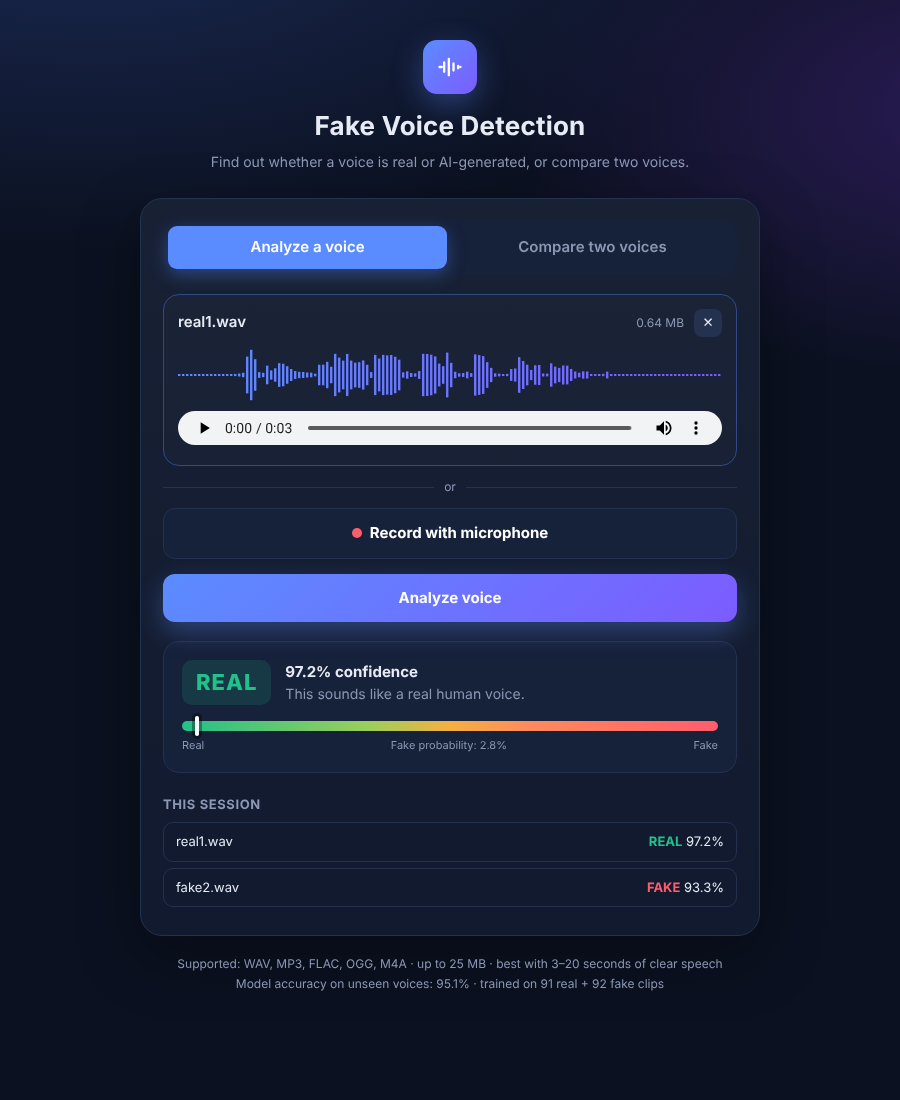 Fake Voice Detection
Find out whether a voice is real or AI-generated, or compare two voices.
Analyze a voice
Compare two voices
real1.wav
0.64 MB
0:00 / 0:03
or
Record with microphone
Analyze voice
REAL
97.2% confidence
This sounds like a real human voice.
Real
Fake probability: 2.8%
Fake
THIS SESSION
real1.wav
REAL 97.2%
fake2.wav
FAKE 93.3%
Supported: WAV, MP3, FLAC, OGG, M4A · up to 25 MB · best with 3–20 seconds of clear speech
Model accuracy on unseen voices: 95.1% · trained on 91 real + 92 fake clips